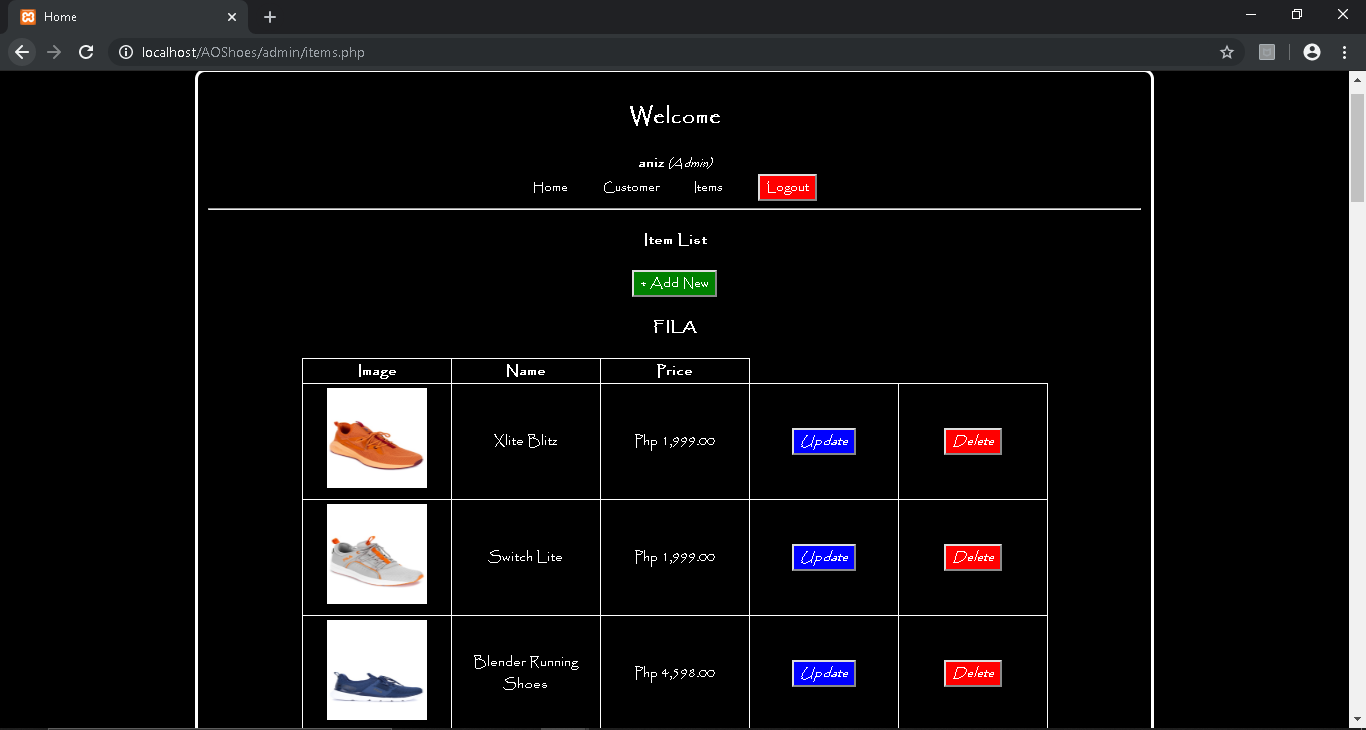 Home
localhost/AOShoes/admin/items.php
Welcome
aniz (Admin)
Home Customer Items Logout
Item List
+ Add New
FILA
Image Name Price
Xlite Blitz Php 1,999.00 Update Delete
Switch Lite Php 1,999.00 Update Delete
Blender Running
Shoes Php 4,598.00 Update Delete